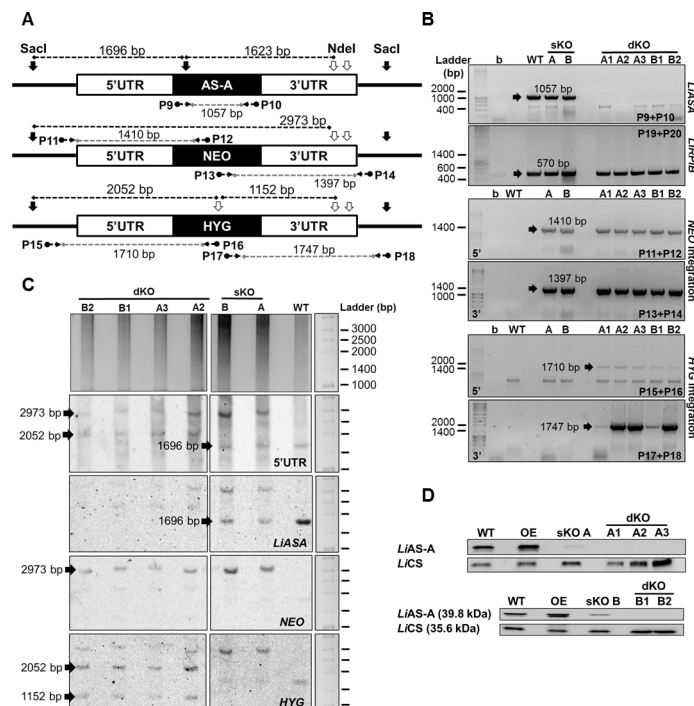 A
SacI 1696 bp 1623 bp NdeI SacI
5'UTR AS-A 3'UTR
P9 P10
1057 bp
2973 bp
P11 P12
1410 bp
5'UTR NEO 3'UTR
P13 P14
1397 bp
2052 bp 1152 bp
5'UTR HYG 3'UTR
P15 P16
1710 bp
P17 P18
1747 bp
B
sKO dKO
Ladder (bp) b WT A B A1 A2 A3 B1 B2
2000
1000
400
1057 bp
P9+P10
LiASA
P19+P20
1400
600
400
570 bp
LiRPIB
b WT A B A1 A2 A3 B1 B2
1400
1410 bp
5' P11+P12
1400
1000
1397 bp
3' P13+P14
NEO integration
b WT A B A1 A2 A3 B1 B2
2000
1400
1710 bp
5' P15+P16
2000
1400
1747 bp
3' P17+P18
HYG integration
C
dKO sKO
B2 B1 A3 A2 B A WT Ladder (bp)
3000
2500
2000
1400
1000
2973 bp
2052 bp
1696 bp
5'UTR
1696 bp
LiASA
2973 bp
NEO
2052 bp
1152 bp
HYG
D
dKO
WT OE sKO A A1 A2 A3
LiAS-A
LiCS
dKO
WT OE sKO B B1 B2
LiAS-A (39.8 kDa)
LiCS (35.6 kDa)